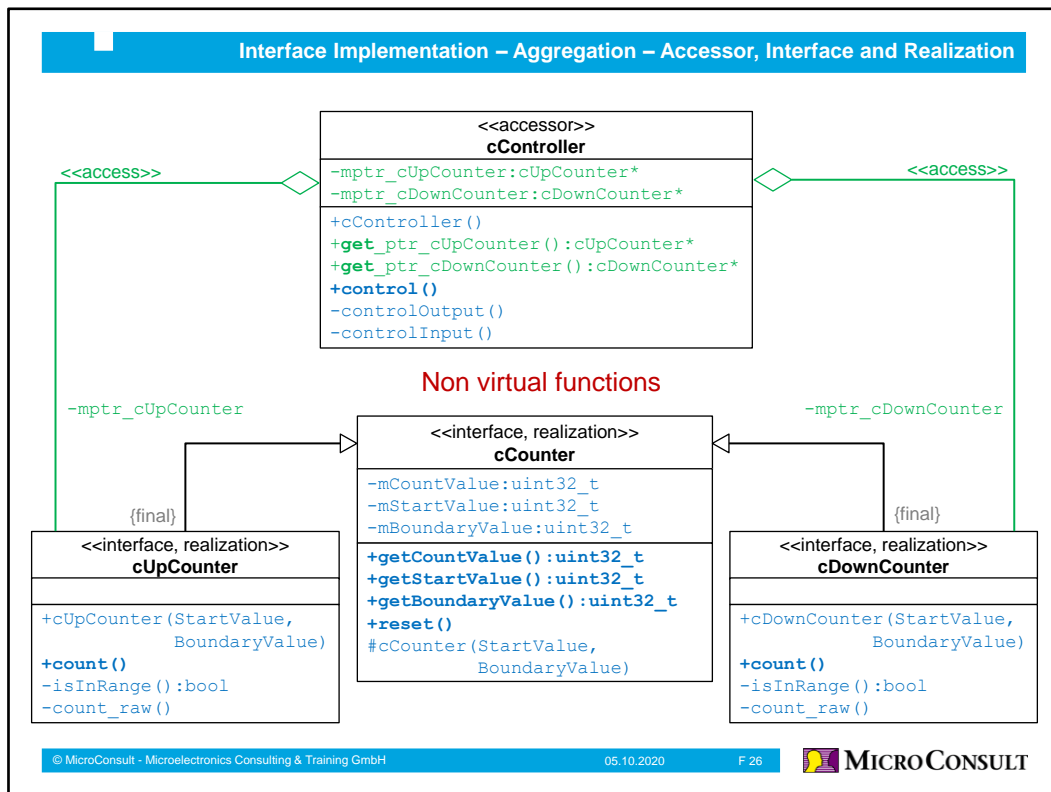 Interface Implementation – Aggregation – Accessor, Interface and Realization
<<accessor>>
cController
-mptr_cUpCounter:cUpCounter*
-mptr_cDownCounter:cDownCounter*
+cController()
+get_ptr_cUpCounter():cUpCounter*
+get_ptr_cDownCounter():cDownCounter*
+control()
-controlOutput()
-controlInput()
<<access>>
<<access>>
Non virtual functions
-mptr_cUpCounter
-mptr_cDownCounter
<<interface, realization>>
cCounter
-mCountValue:uint32_t
-mStartValue:uint32_t
-mBoundaryValue:uint32_t
+getCountValue():uint32_t
+getStartValue():uint32_t
+getBoundaryValue():uint32_t
+reset()
#cCounter(StartValue,
BoundaryValue)
{final}
<<interface, realization>>
cUpCounter
+cUpCounter(StartValue,
BoundaryValue)
+count()
-isInRange():bool
-count_raw()
{final}
<<interface, realization>>
cDownCounter
+cDownCounter(StartValue,
BoundaryValue)
+count()
-isInRange():bool
-count_raw()
© MicroConsult - Microelectronics Consulting & Training GmbH
05.10.2020
F 26
MICROCONSULT